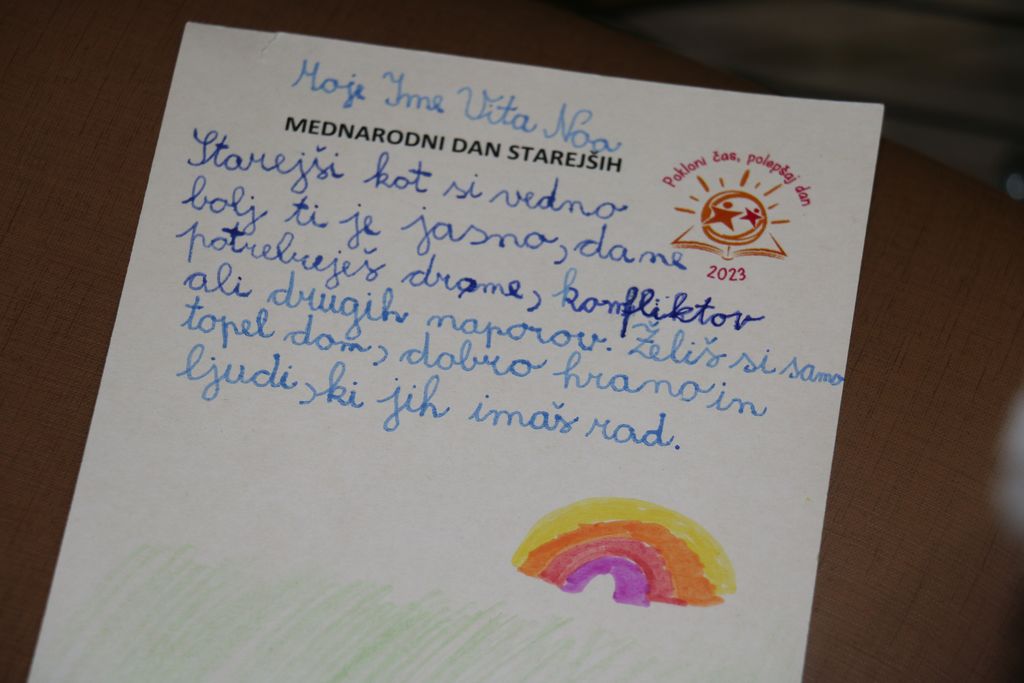 Moje Ime Vita Noa
MEDNARODNI DAN STAREJŠIH
Pokloni čas, polepšaj dan
2023
Starejši kot si vedno
bolj ti je jasno, da ne
potrebuješ drame, konfliktov
ali drugih naporov. Želiš si samo
topel dom, dobro hrano in
ljudi, ki jih imaš rad.